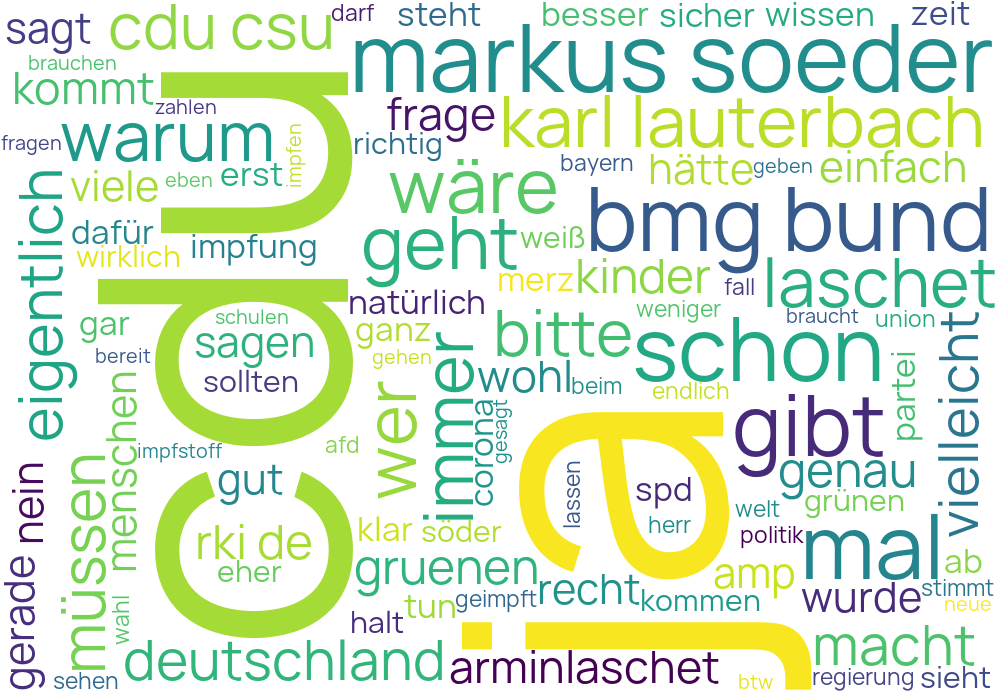 sagt
cdu csu
darf
steht
besser
sicher
wissen
zeit
brauchen
kommt
markus soeder
zahlen
frage
karl lauterbach
fragen
warum
impfen
richtig
bayern
hätte
geben
einfach
viele
eben
erst
wäre
bmg bund
dafür
wirklich
impfung
geht
weiß
eigentlich
cdu
merz
kinder
fall
laschet
natürlich
weniger
braucht
union
gar
schulen
ganz
bitte
schon
vielleicht
bereit
sagen
gehen
sollten
immer
wohl
beim
endlich
partei
menschen
wer
corona
gesagt
ja
gibt
impfstoff
afd
genau
nein
müssen
gut
lassen
spd
welt
grünen
rki de
klar
söder
herr
politik
mal
eher
gruenen
recht
amp
ab
gerade
wahl
tun
geimpft
kommen
wurde
stimmt
neue
halt
macht
sehen
deutschland
arminlaschet
btw
regierung
sieht